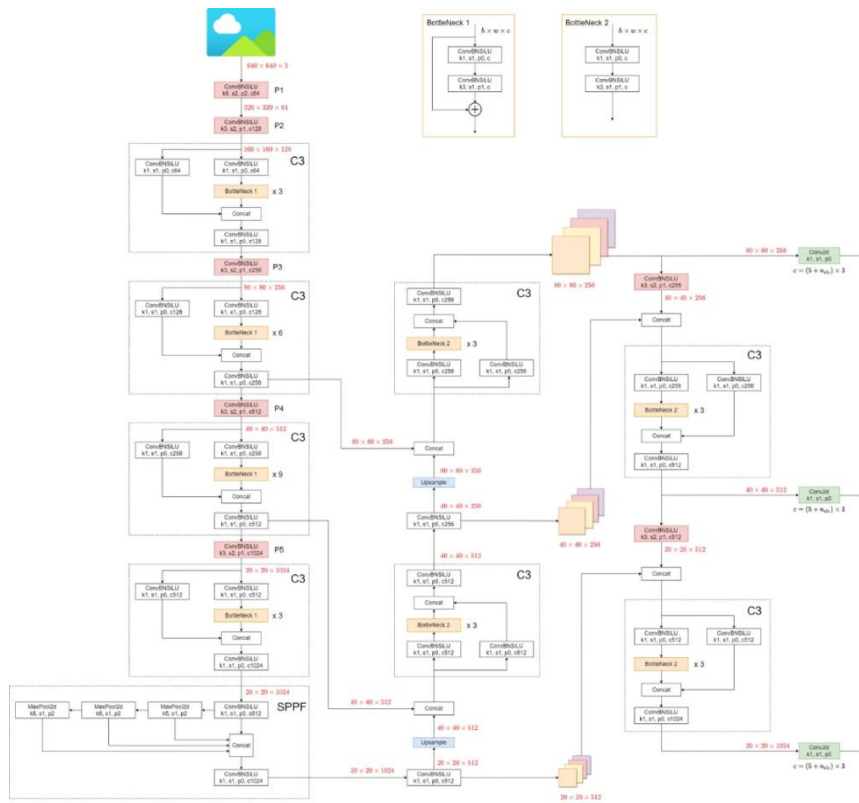 640 × 640 × 3
ConvBNSiLU
k6, s2, p2, c64
P1
320 × 320 × 64
ConvBNSiLU
k3, s2, p1, c128
P2
160 × 160 × 128
C3
ConvBNSiLU
k1, s1, p0, c64
ConvBNSiLU
k1, s1, p0, c64
BottleNeck 1
x 3
Concat
ConvBNSiLU
k1, s1, p0, c128
ConvBNSiLU
k3, s2, p1, c256
P3
80 × 80 × 256
C3
ConvBNSiLU
k1, s1, p0, c128
ConvBNSiLU
k1, s1, p0, c128
BottleNeck 1
x 6
Concat
ConvBNSiLU
k1, s1, p0, c256
ConvBNSiLU
k3, s2, p1, c512
P4
40 × 40 × 512
C3
ConvBNSiLU
k1, s1, p0, c256
ConvBNSiLU
k1, s1, p0, c256
BottleNeck 1
x 9
Concat
ConvBNSiLU
k1, s1, p0, c512
ConvBNSiLU
k3, s2, p1, c1024
P5
20 × 20 × 1024
C3
ConvBNSiLU
k1, s1, p0, c512
ConvBNSiLU
k1, s1, p0, c512
BottleNeck 1
x 3
Concat
ConvBNSiLU
k1, s1, p0, c1024
20 × 20 × 1024
SPPF
MaxPool2d
k5, s1, p2
MaxPool2d
k5, s1, p2
MaxPool2d
k5, s1, p2
ConvBNSiLU
k1, s1, p0, c512
Concat
ConvBNSiLU
k1, s1, p0, c1024
BottleNeck 1
h × w × c
ConvBNSiLU
k1, s1, p0, c
ConvBNSiLU
k3, s1, p1, c
BottleNeck 2
h × w × c
ConvBNSiLU
k1, s1, p0, c
ConvBNSiLU
k3, s1, p1, c
80 × 80 × 256
C3
ConvBNSiLU
k1, s1, p0, c256
Concat
BottleNeck 2
x 3
ConvBNSiLU
k1, s1, p0, c256
ConvBNSiLU
k1, s1, p0, c256
80 × 80 × 256
Concat
80 × 80 × 256
Upsample
40 × 40 × 256
ConvBNSiLU
k1, s1, p0, c256
40 × 40 × 256
40 × 40 × 512
C3
ConvBNSiLU
k1, s1, p0, c512
Concat
BottleNeck 2
x 3
ConvBNSiLU
k1, s1, p0, c512
ConvBNSiLU
k1, s1, p0, c512
40 × 40 × 512
Concat
40 × 40 × 512
Upsample
20 × 20 × 512
20 × 20 × 1024
ConvBNSiLU
k1, s1, p0, c512
20 × 20 × 512
80 × 80 × 256
Conv2d
k1, s1, p0
ConvBNSiLU
k3, s2, p1, c256
40 × 40 × 256
Concat
C3
ConvBNSiLU
k1, s1, p0, c256
ConvBNSiLU
k1, s1, p0, c256
BottleNeck 2
x 3
Concat
ConvBNSiLU
k1, s1, p0, c512
40 × 40 × 512
Conv2d
k1, s1, p0
ConvBNSiLU
k3, s2, p1, c512
20 × 20 × 512
Concat
C3
ConvBNSiLU
k1, s1, p0, c512
ConvBNSiLU
k1, s1, p0, c512
BottleNeck 2
x 3
Concat
ConvBNSiLU
k1, s1, p0, c1024
20 × 20 × 1024
Conv2d
k1, s1, p0